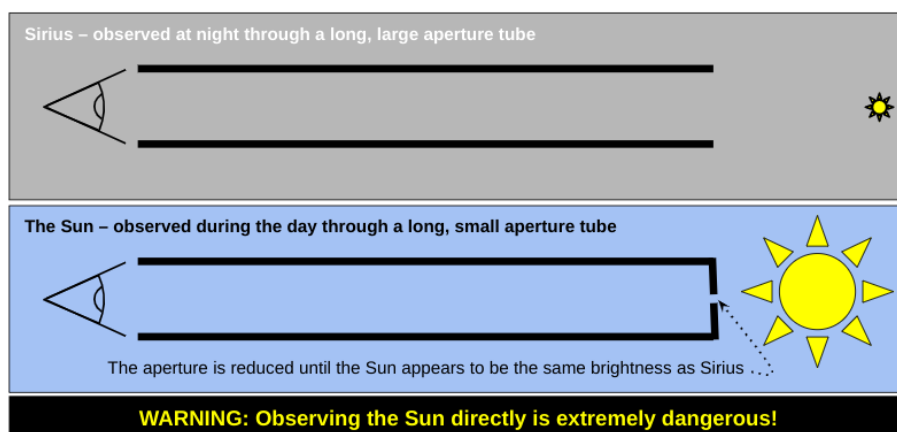 Sirius – observed at night through a long, large aperture tube
The Sun – observed during the day through a long, small aperture tube
The aperture is reduced until the Sun appears to be the same brightness as Sirius
WARNING: Observing the Sun directly is extremely dangerous!